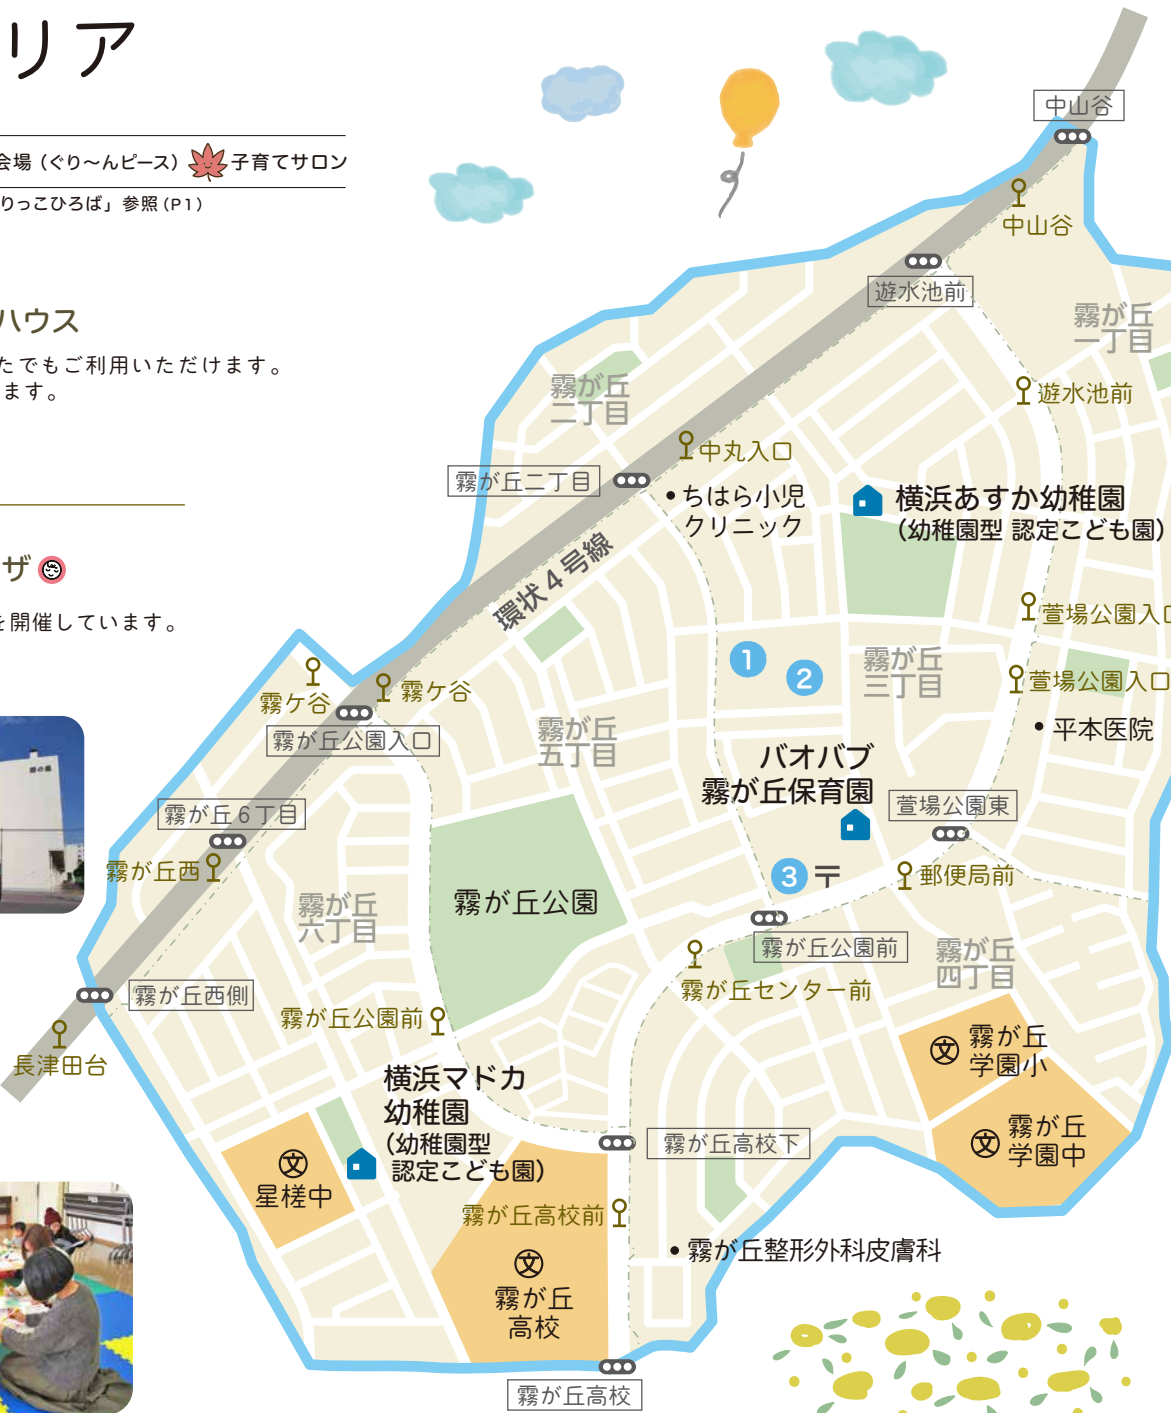 リア
会場（ぐり～んピース）
子育てサロン
りっこひろば」参照（P1）
ハウス
たでもご利用いただけます。
ます。
ザ
を開催しています。
中山谷
中山谷
遊水池前
霧が丘
一丁目
遊水池前
霧が丘
二丁目
中丸入口
霧が丘二丁目
ちはら小児
クリニック
横浜あすか幼稚園
（幼稚園型 認定こども園）
環状４号線
萱場公園入口
1
2
霧が丘
三丁目
萱場公園入口
平本医院
霧ケ谷
霧ケ谷
霧が丘公園入口
霧が丘
五丁目
バオバブ
霧が丘保育園
萱場公園東
霧が丘６丁目
霧が丘西
3
〒
郵便局前
霧が丘公園
霧が丘
六丁目
霧が丘公園前
霧が丘
四丁目
霧が丘センター前
霧が丘西側
霧が丘公園前
長津田台
文
霧が丘
学園小
横浜マドカ
幼稚園
（幼稚園型
認定こども園）
文
霧が丘
学園中
霧が丘高校下
文
星槎中
霧が丘高校前
霧が丘整形外科皮膚科
文
霧が丘
高校
霧が丘高校